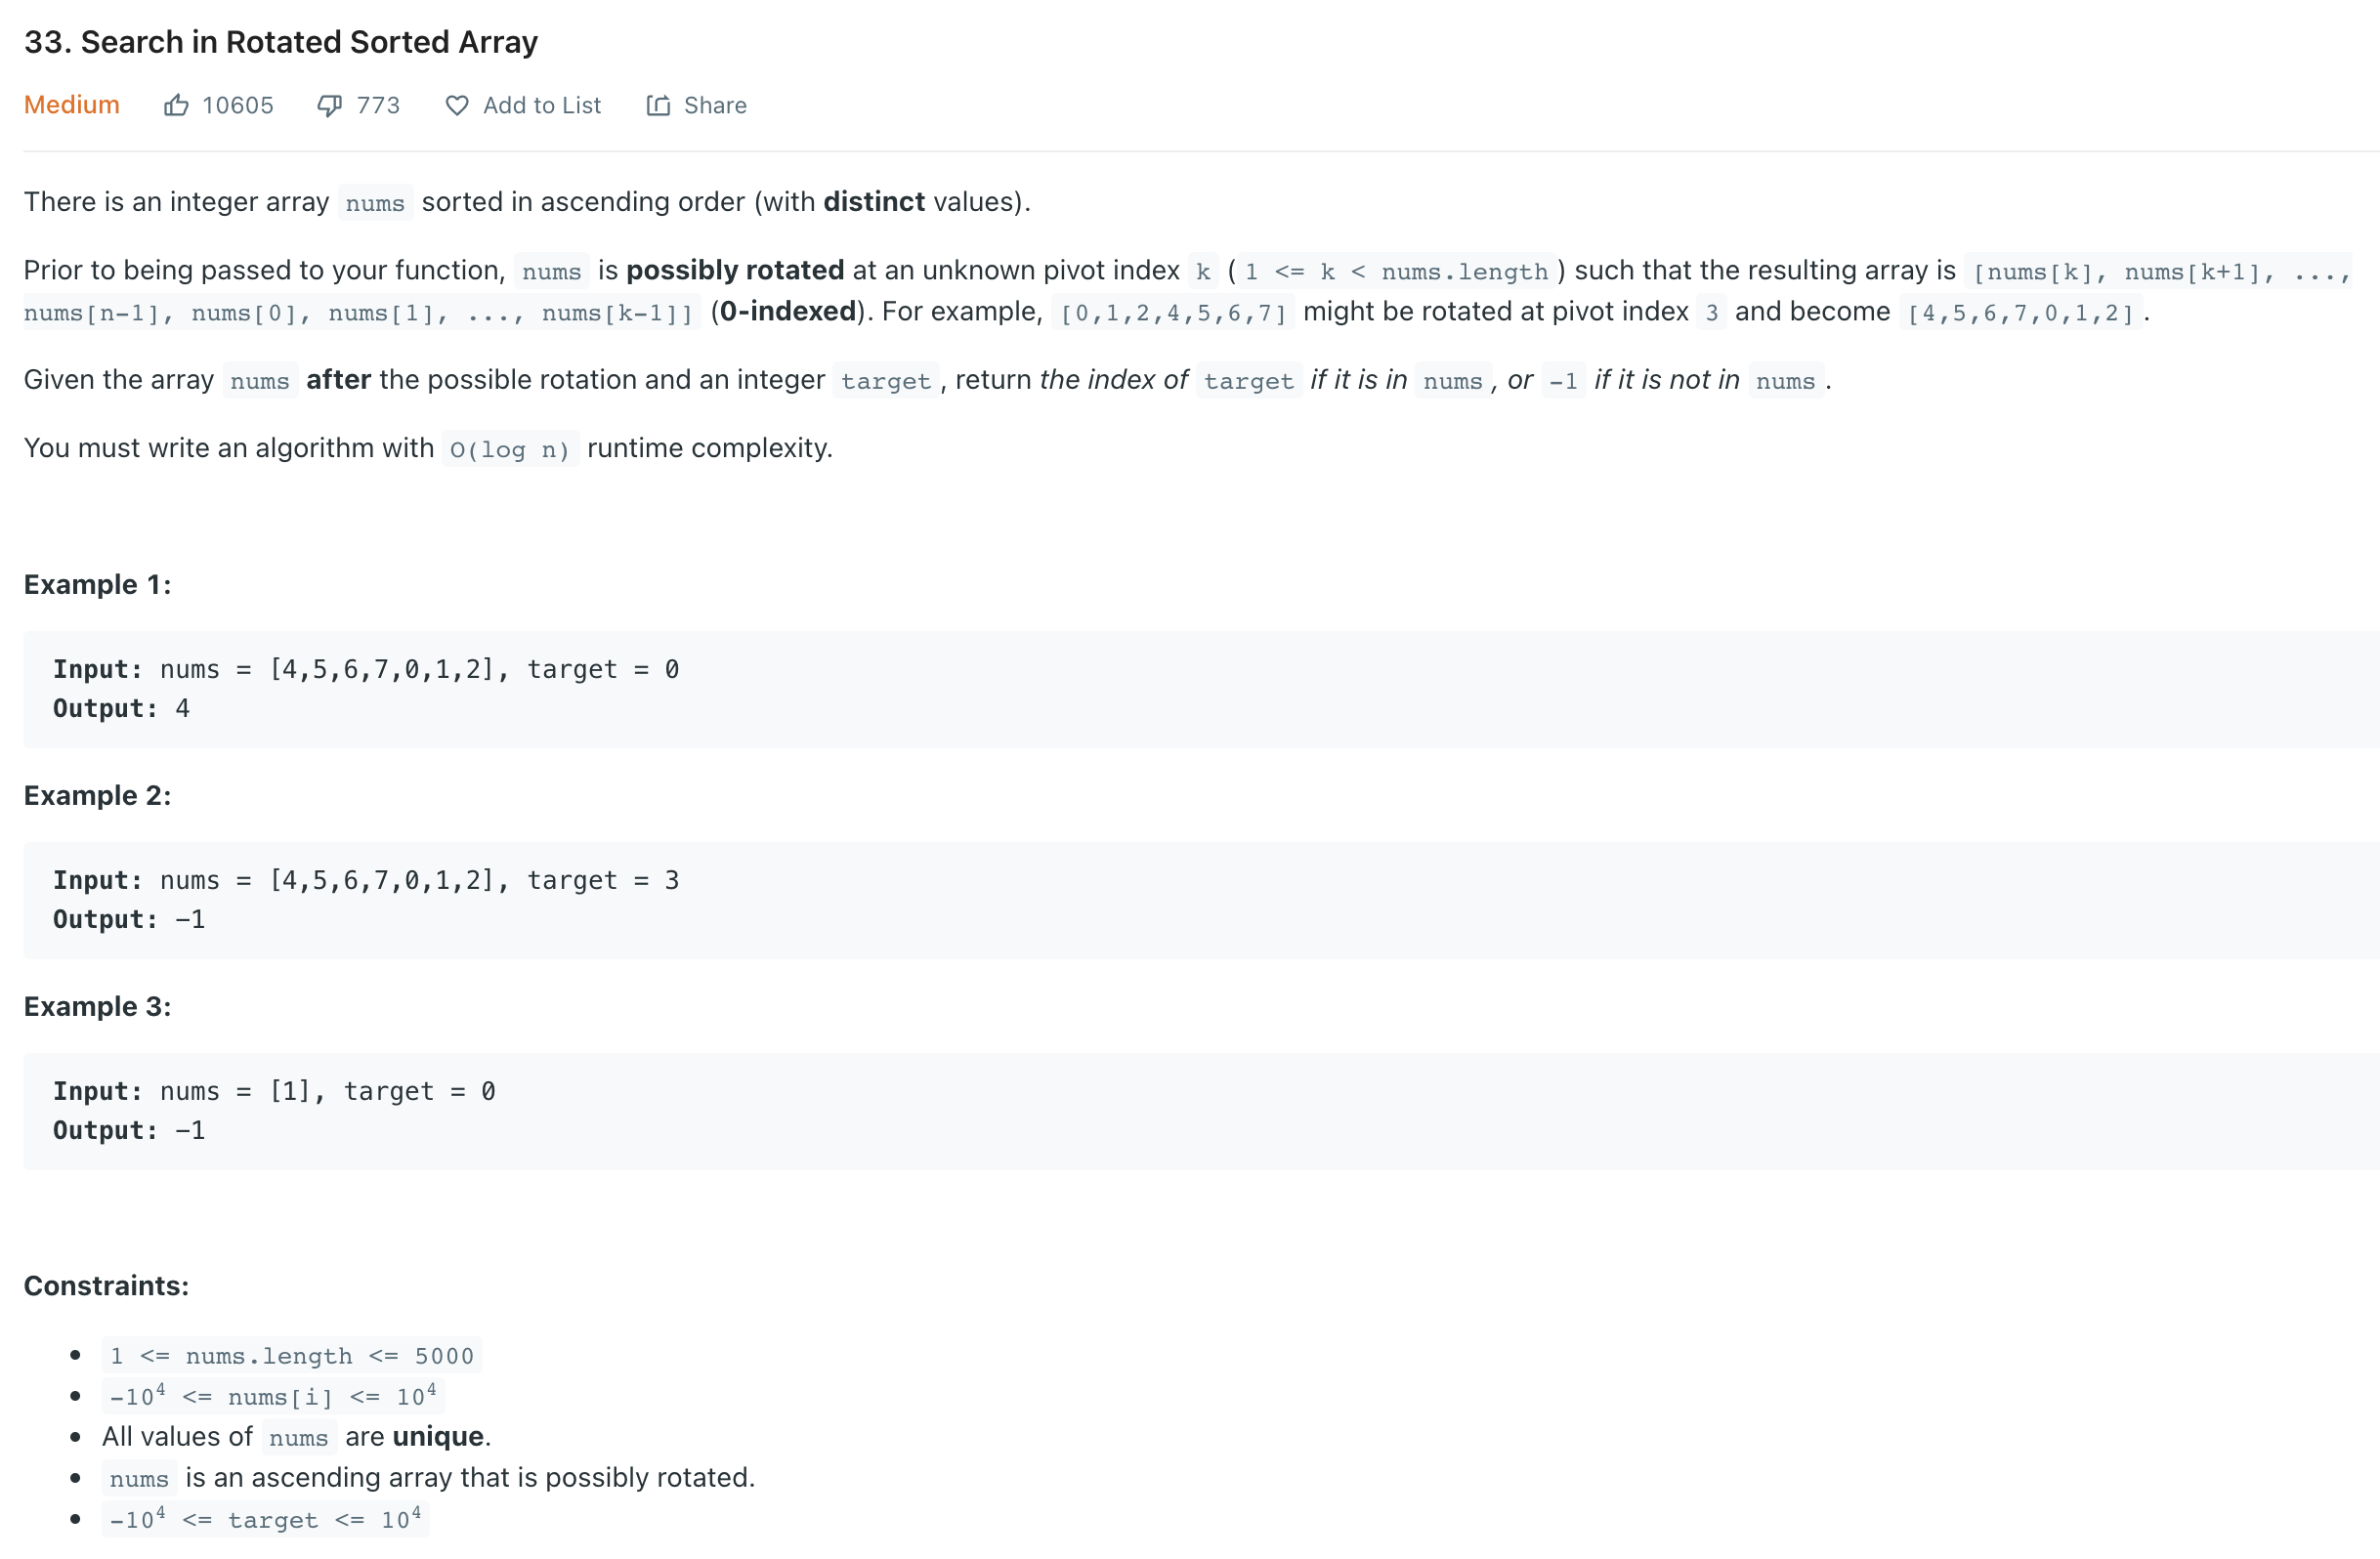 33. Search in Rotated Sorted Array
Medium 10605 773 Add to List Share
There is an integer array nums sorted in ascending order (with distinct values).
Prior to being passed to your function, nums is possibly rotated at an unknown pivot index k (1 <= k < nums.length) such that the resulting array is [nums[k], nums[k+1], ...,
nums[n-1], nums[0], nums[1], ..., nums[k-1]] (0-indexed). For example, [0,1,2,4,5,6,7] might be rotated at pivot index 3 and become [4,5,6,7,0,1,2].
Given the array nums after the possible rotation and an integer target, return the index of target if it is in nums, or -1 if it is not in nums.
You must write an algorithm with O(log n) runtime complexity.
Example 1:
Input: nums = [4,5,6,7,0,1,2], target = 0
Output: 4
Example 2:
Input: nums = [4,5,6,7,0,1,2], target = 3
Output: -1
Example 3:
Input: nums = [1], target = 0
Output: -1
Constraints:
• 1 <= nums.length <= 5000
• -10⁴ <= nums[i] <= 10⁴
• All values of nums are unique.
• nums is an ascending array that is possibly rotated.
• -10⁴ <= target <= 10⁴